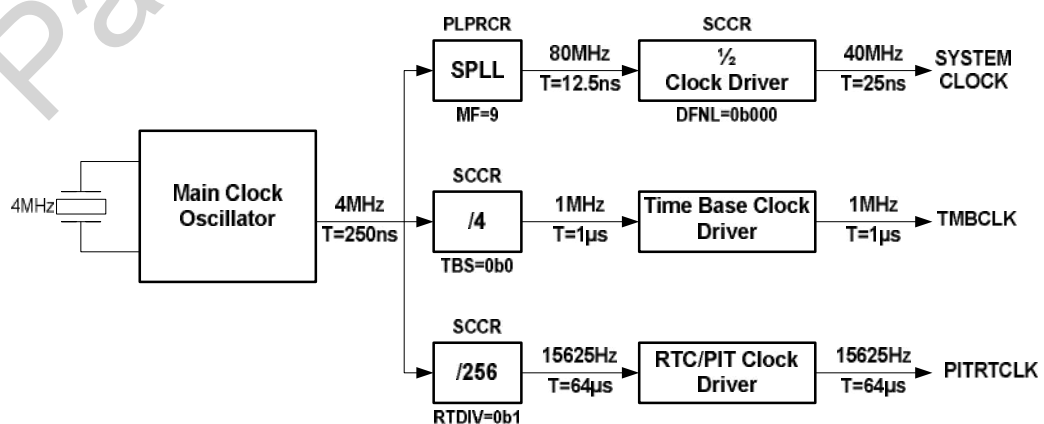 Pa
PLPRCR
SPLL
MF=9
80MHz
T=12.5ns
SCCR
½
Clock Driver
DFNL=0b000
40MHz
T=25ns
SYSTEM
CLOCK
4MHz
Main Clock
Oscillator
4MHz
T=250ns
SCCR
/4
TBS=0b0
1MHz
T=1µs
Time Base Clock
Driver
1MHz
T=1µs
TMBCLK
SCCR
/256
RTDIV=0b1
15625Hz
T=64µs
RTC/PIT Clock
Driver
15625Hz
T=64µs
PITRTCLK